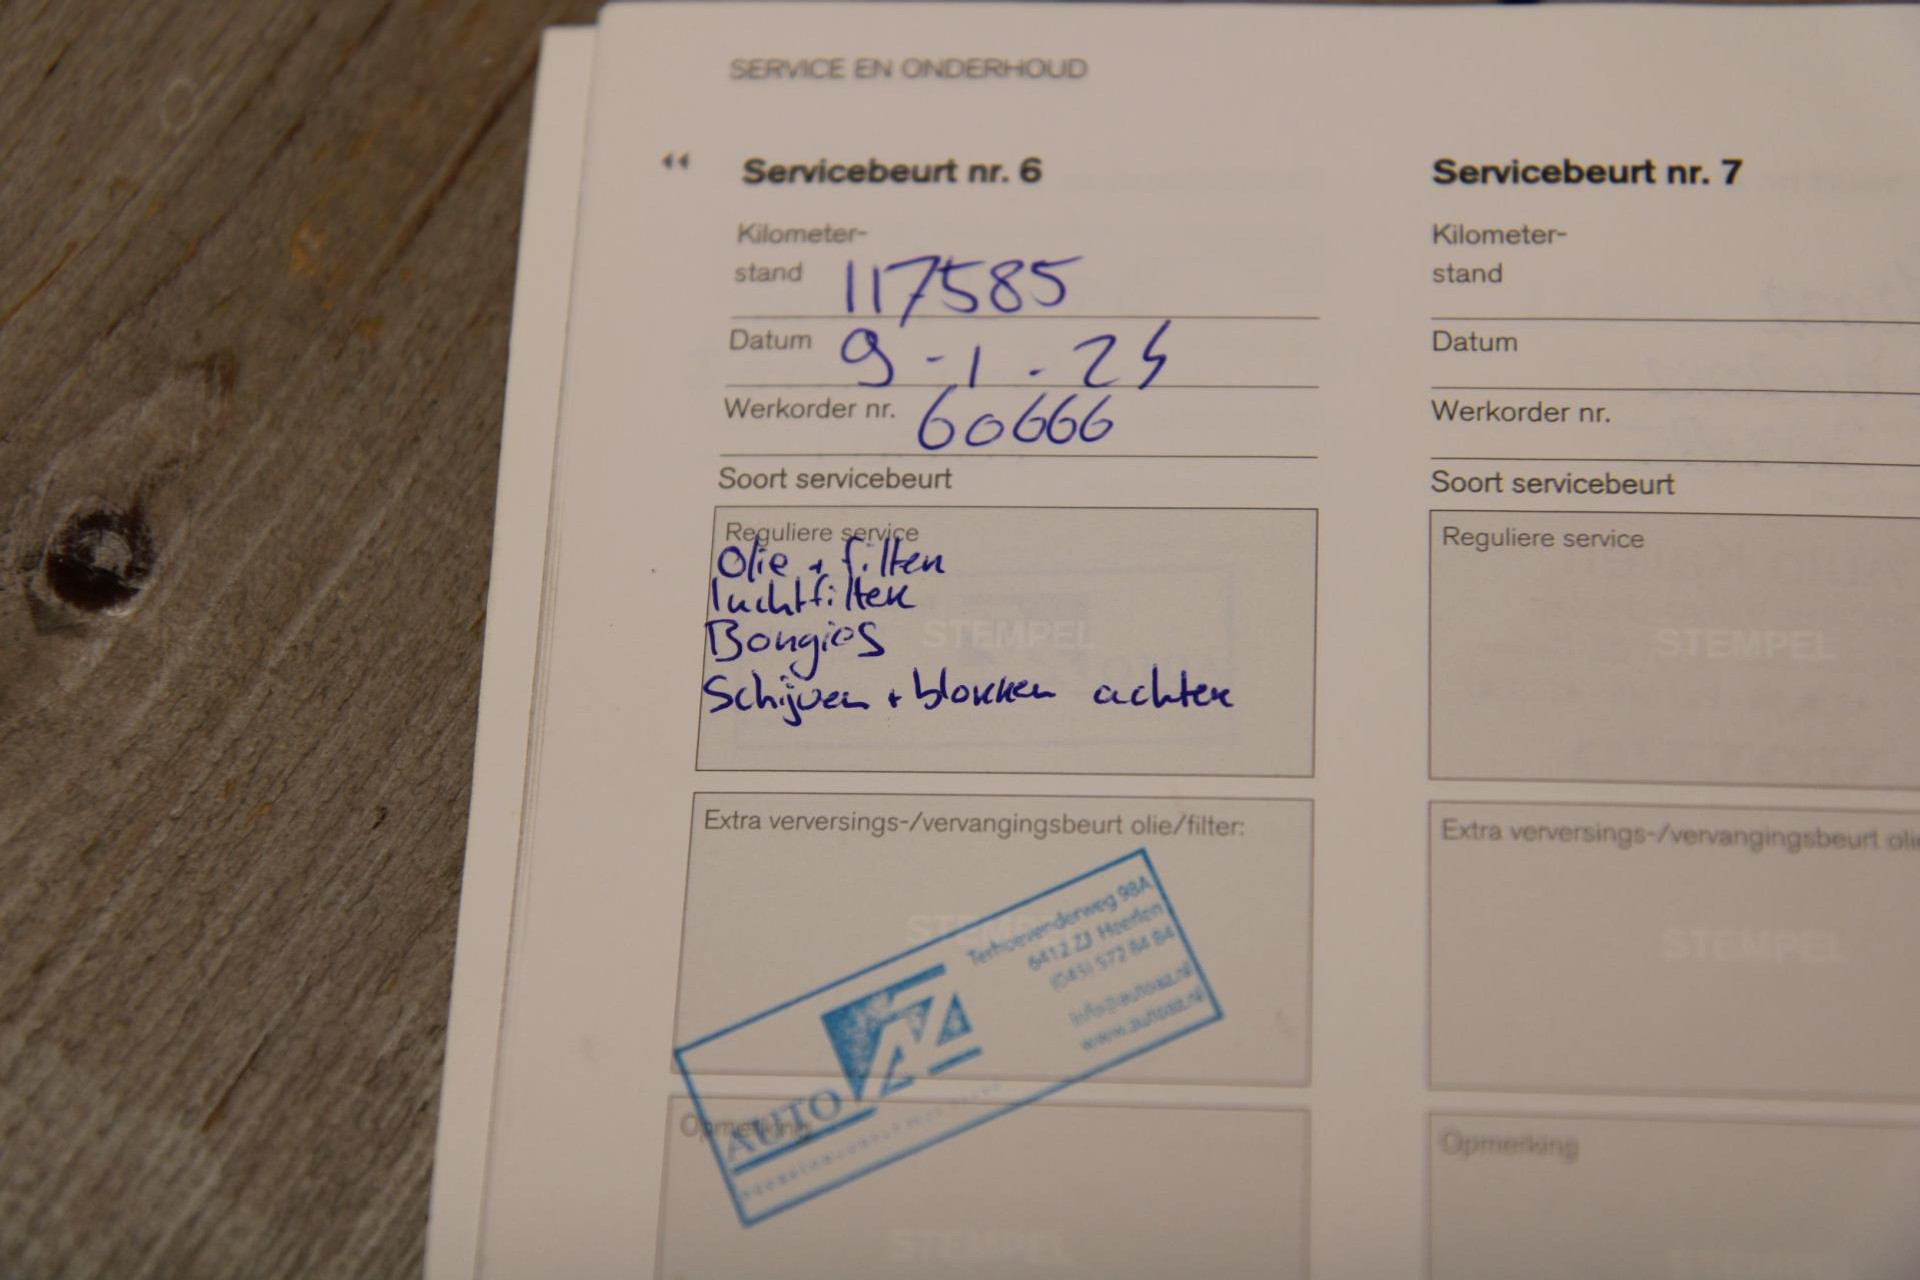 SERVICE EN ONDERHOUD
Servicebeurt nr. 6
Kilometer-
stand 117585
Datum 9-1-24
Werkorder nr. 60666
Soort servicebeurt
Reguliere service
Olie + filter
luchtfilter
Bougies
STEMPEL
Schijven + blokken achter
Extra verversings-/vervangingsbeurt olie/filter:
STEMPEL
Terhoevenderweg 98A
6412 ZJ Heerlen
(045) 572 84 84
info@autoaz.nl
www.autoaz.nl
AUTO AZ
Opmerking
STEMPEL
Servicebeurt nr. 7
Kilometer-
stand
Datum
Werkorder nr.
Soort servicebeurt
Reguliere service
STEMPEL
Extra verversings-/vervangingsbeurt
STEMPEL
Opmerking